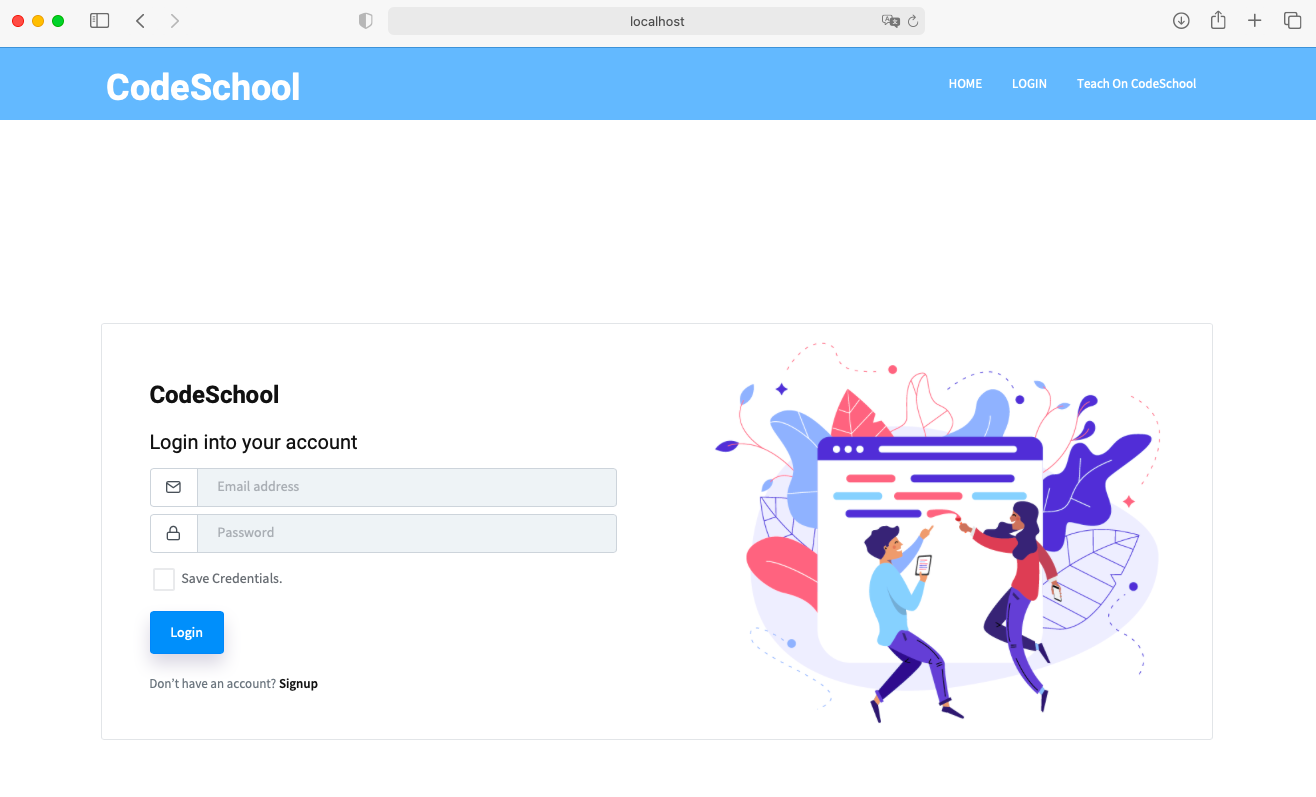 localhost
CodeSchool
HOME LOGIN Teach On CodeSchool
CodeSchool
Login into your account
Email address
Password
Save Credentials.
Login
Don't have an account? Signup